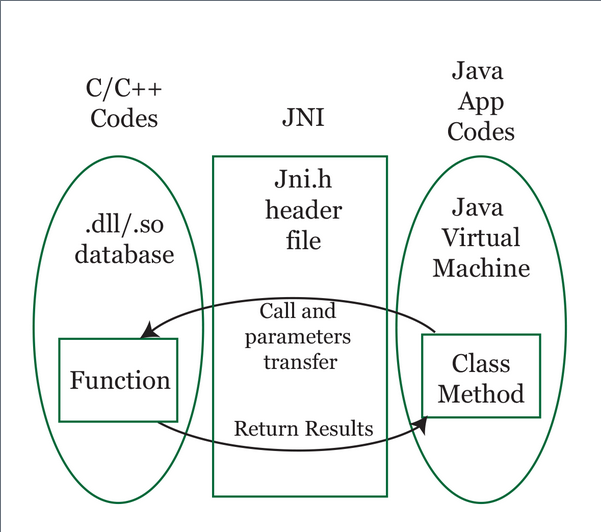 C/C++
Codes
JNI
Java
App
Codes
.dll/.so
database
Jni.h
header
file
Java
Virtual
Machine
Call and
parameters
transfer
Function
Class
Method
Return Results